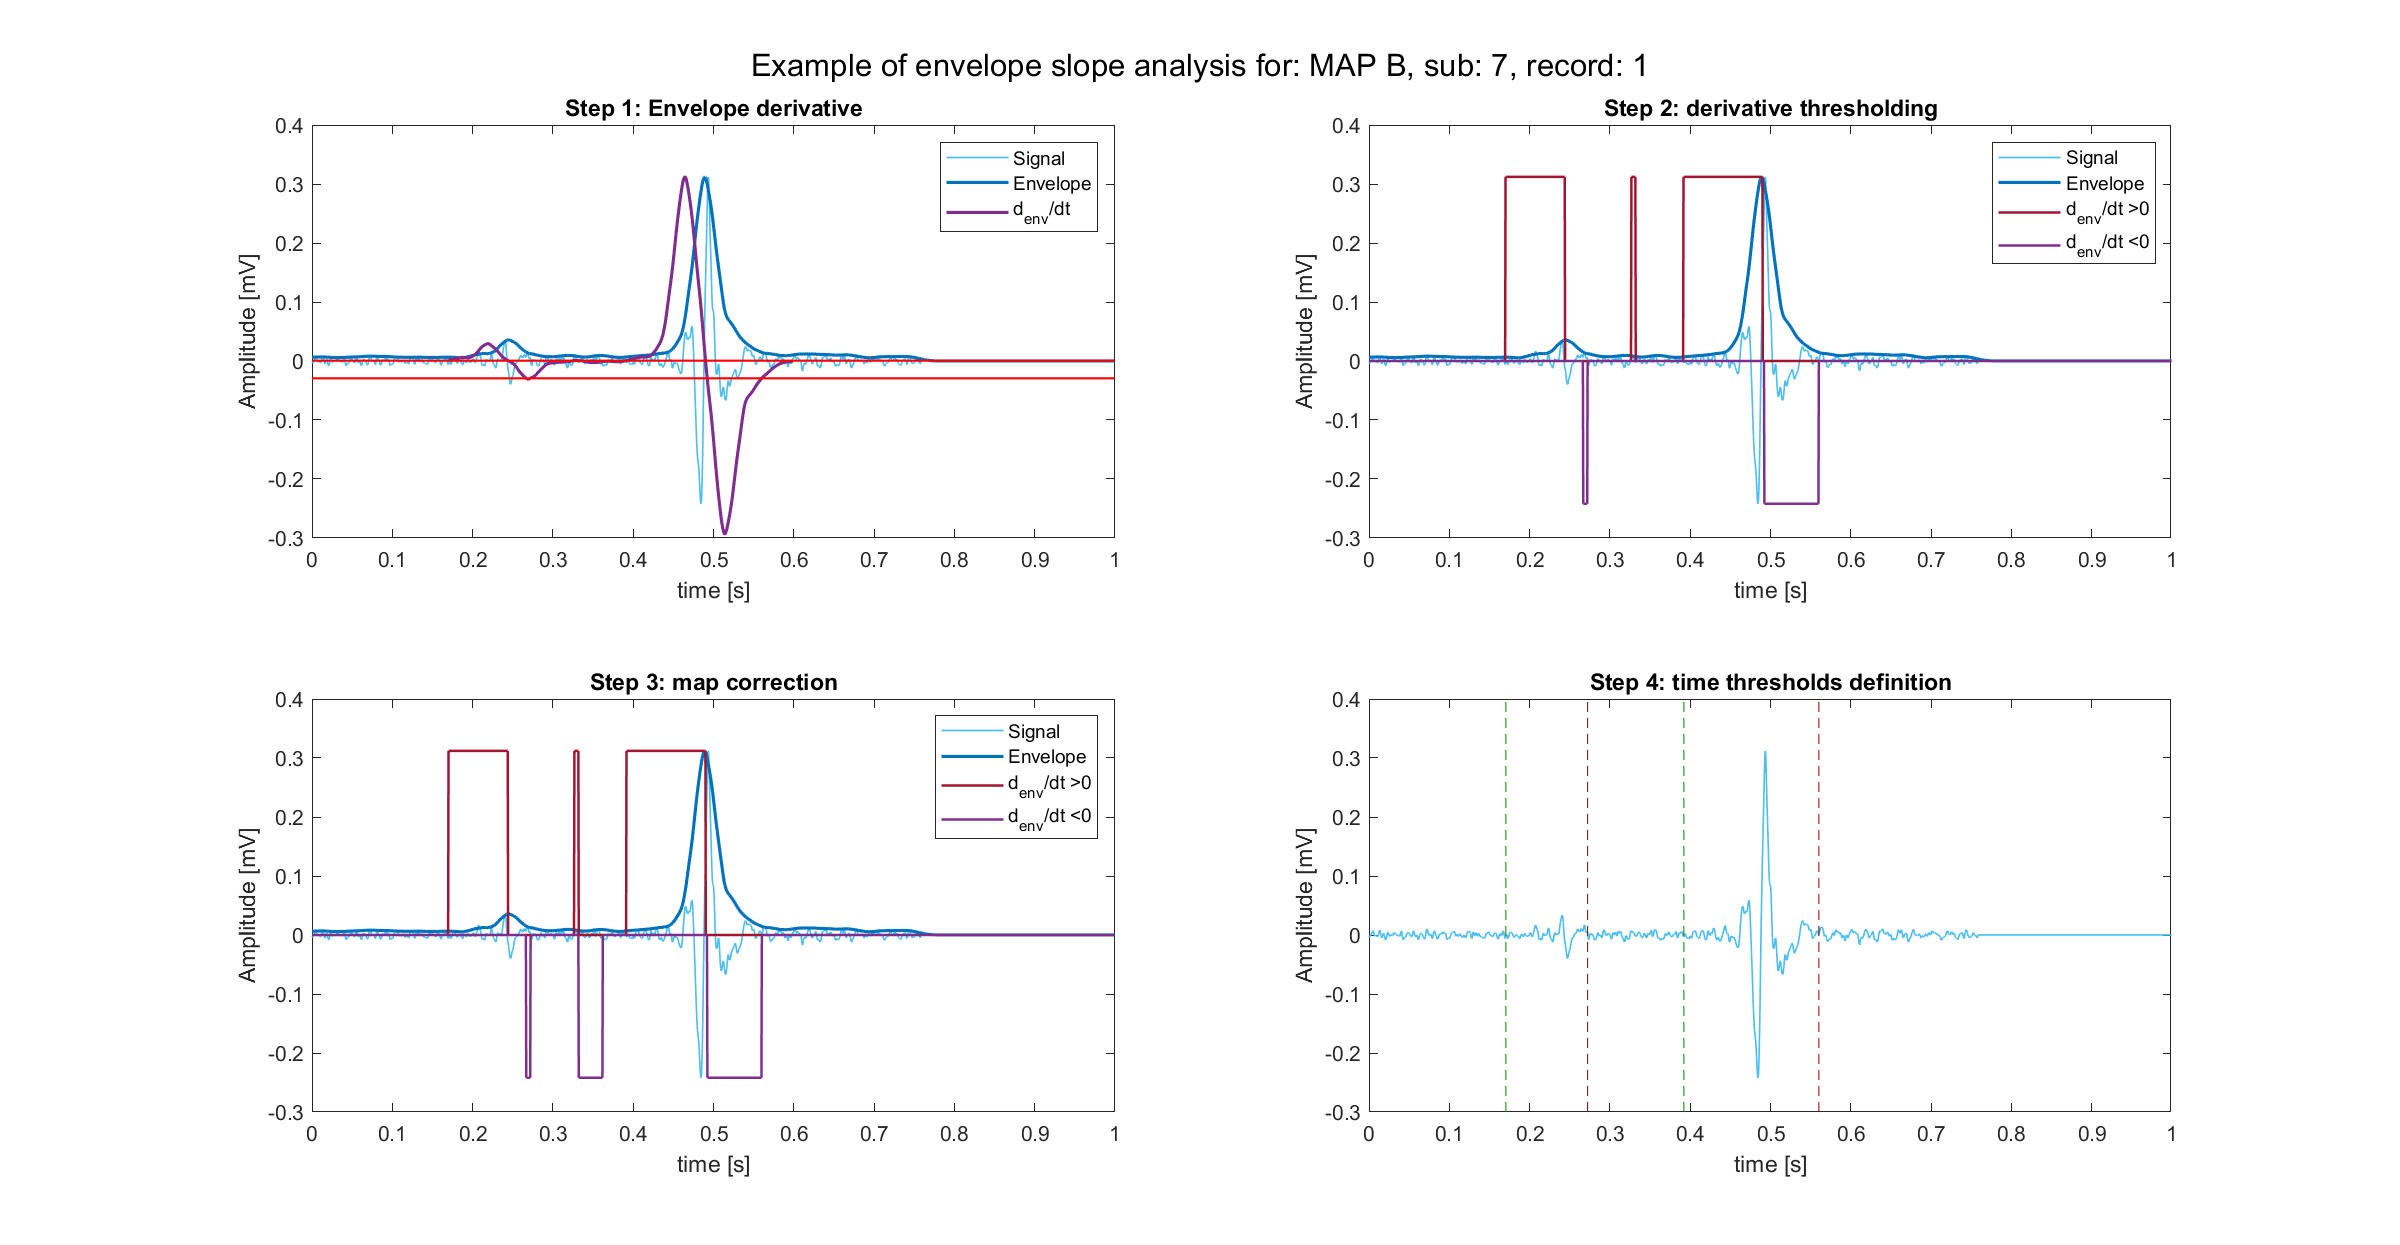 Example of envelope slope analysis for: MAP B, sub: 7, record: 1
Step 1: Envelope derivative
0.4
0.3
0.2
0.1
0
-0.1
-0.2
-0.3
Amplitude [mV]
0 0.1 0.2 0.3 0.4 0.5 0.6 0.7 0.8 0.9 1
time [s]
Signal
Envelope
d_env/dt
Step 2: derivative thresholding
0.4
0.3
0.2
0.1
0
-0.1
-0.2
-0.3
Amplitude [mV]
0 0.1 0.2 0.3 0.4 0.5 0.6 0.7 0.8 0.9 1
time [s]
Signal
Envelope
d_env/dt >0
d_env/dt <0
Step 3: map correction
0.4
0.3
0.2
0.1
0
-0.1
-0.2
-0.3
Amplitude [mV]
0 0.1 0.2 0.3 0.4 0.5 0.6 0.7 0.8 0.9 1
time [s]
Signal
Envelope
d_env/dt >0
d_env/dt <0
Step 4: time thresholds definition
0.4
0.3
0.2
0.1
0
-0.1
-0.2
-0.3
Amplitude [mV]
0 0.1 0.2 0.3 0.4 0.5 0.6 0.7 0.8 0.9 1
time [s]